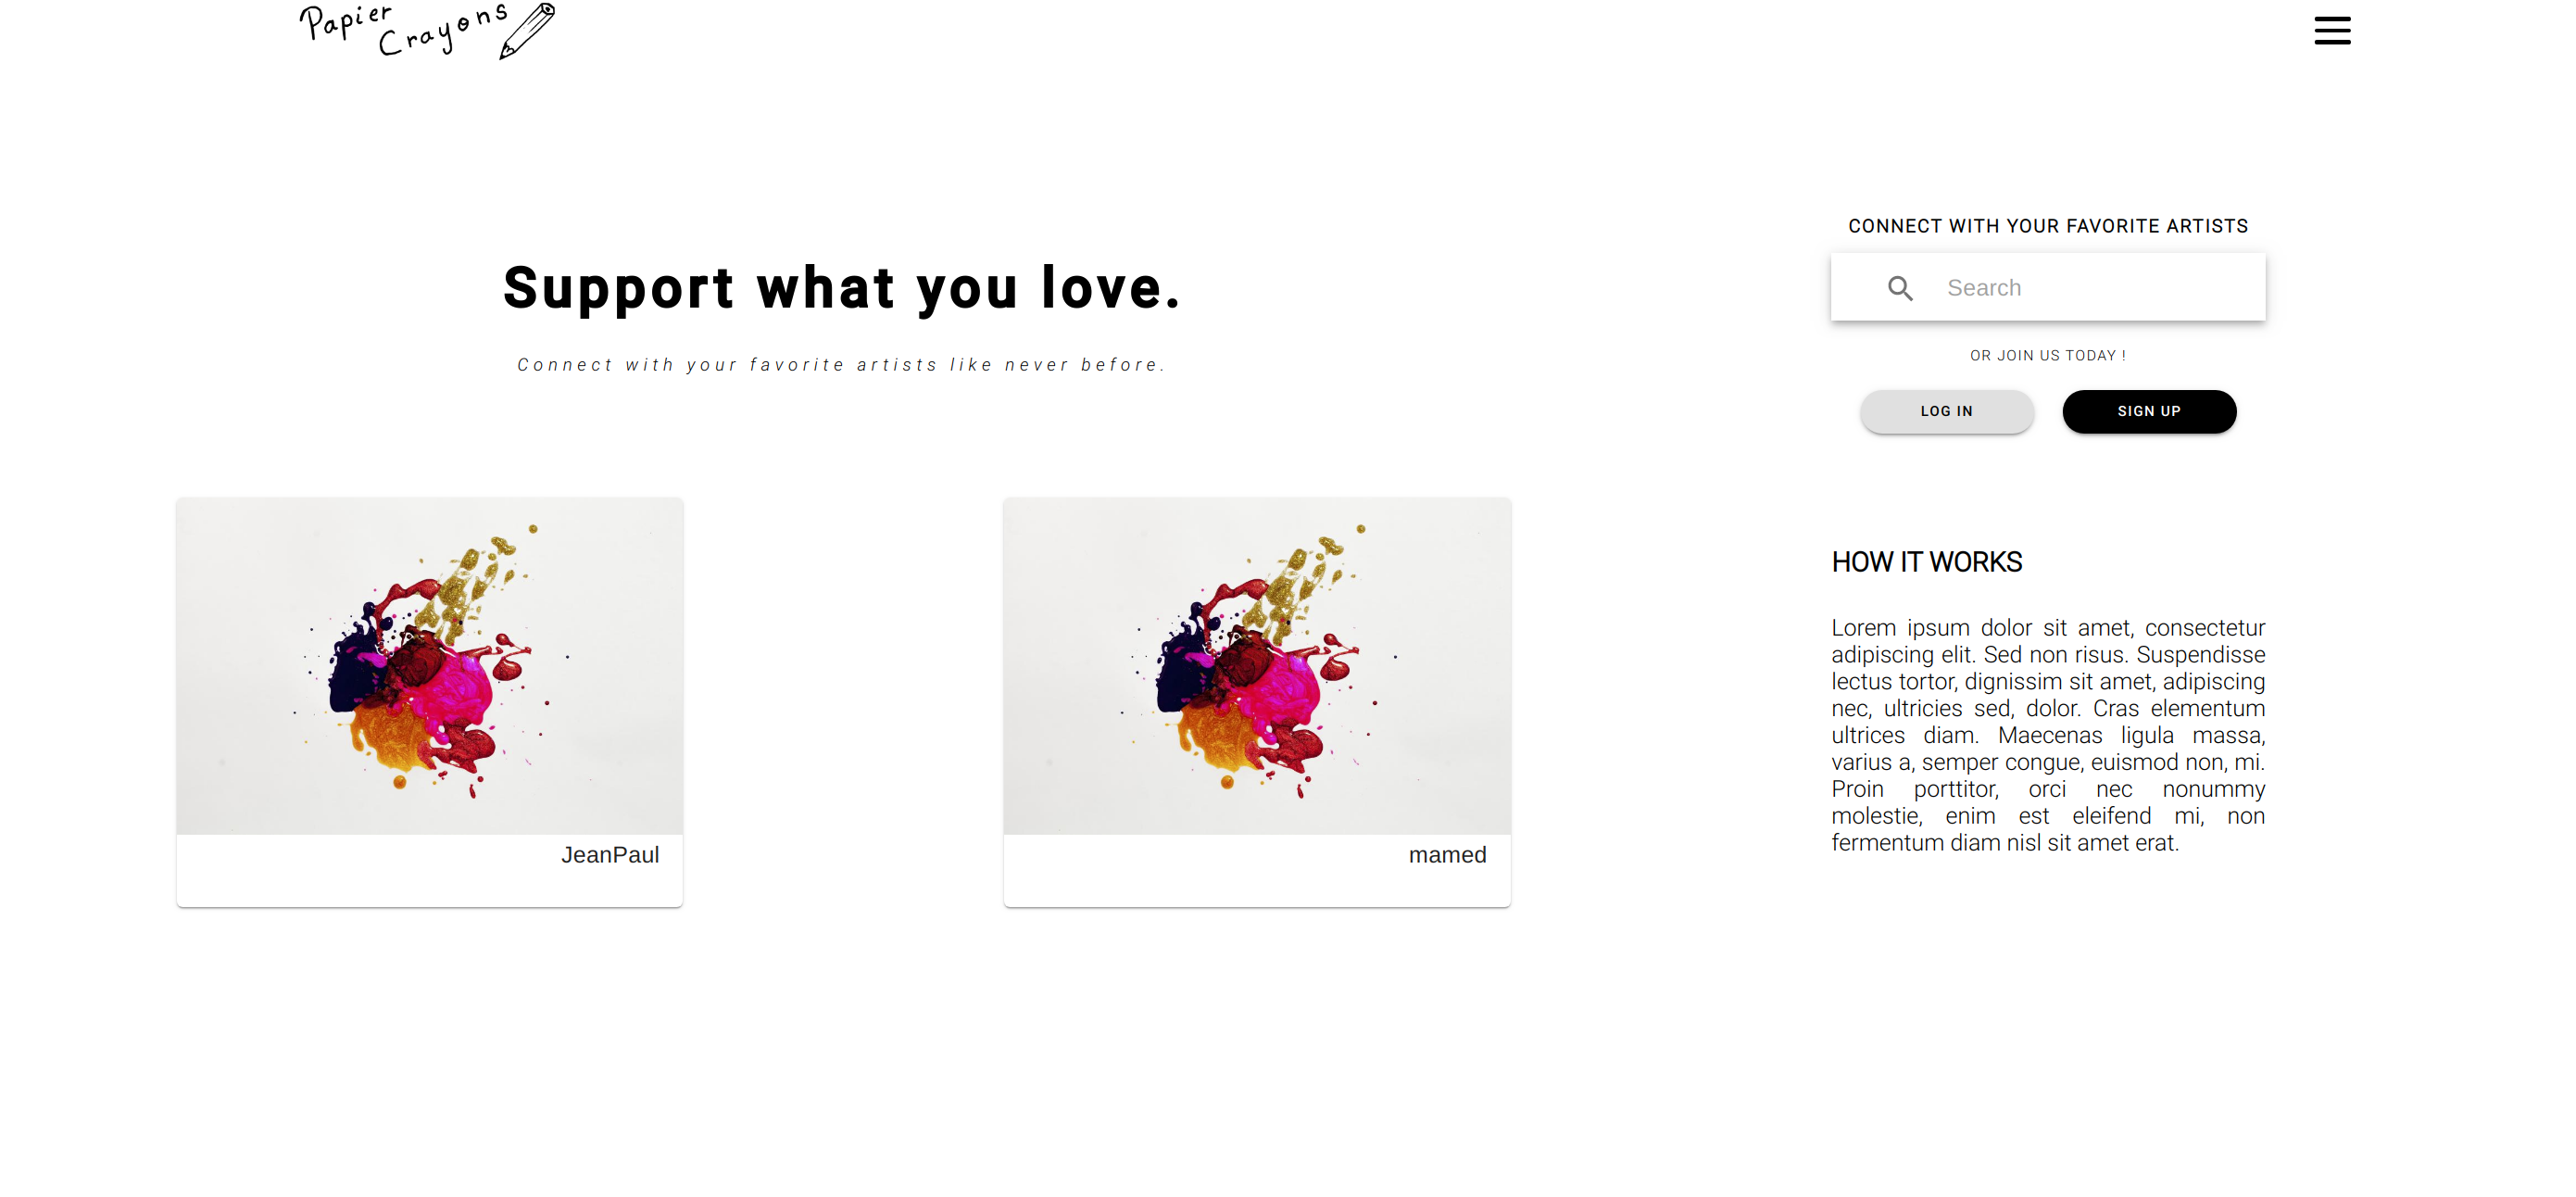 Papier
Crayons
Support what you love.
Connect with your favorite artists like never before.
JeanPaul
mamed
CONNECT WITH YOUR FAVORITE ARTISTS
Search
OR JOIN US TODAY !
LOG IN
SIGN UP
HOW IT WORKS
Lorem ipsum dolor sit amet, consectetur
adipiscing elit. Sed non risus. Suspendisse
lectus tortor, dignissim sit amet, adipiscing
nec, ultricies sed, dolor. Cras elementum
ultrices diam. Maecenas ligula massa,
varius a, semper congue, euismod non, mi.
Proin porttitor, orci nec nonummy
molestie, enim est eleifend mi, non
fermentum diam nisl sit amet erat.